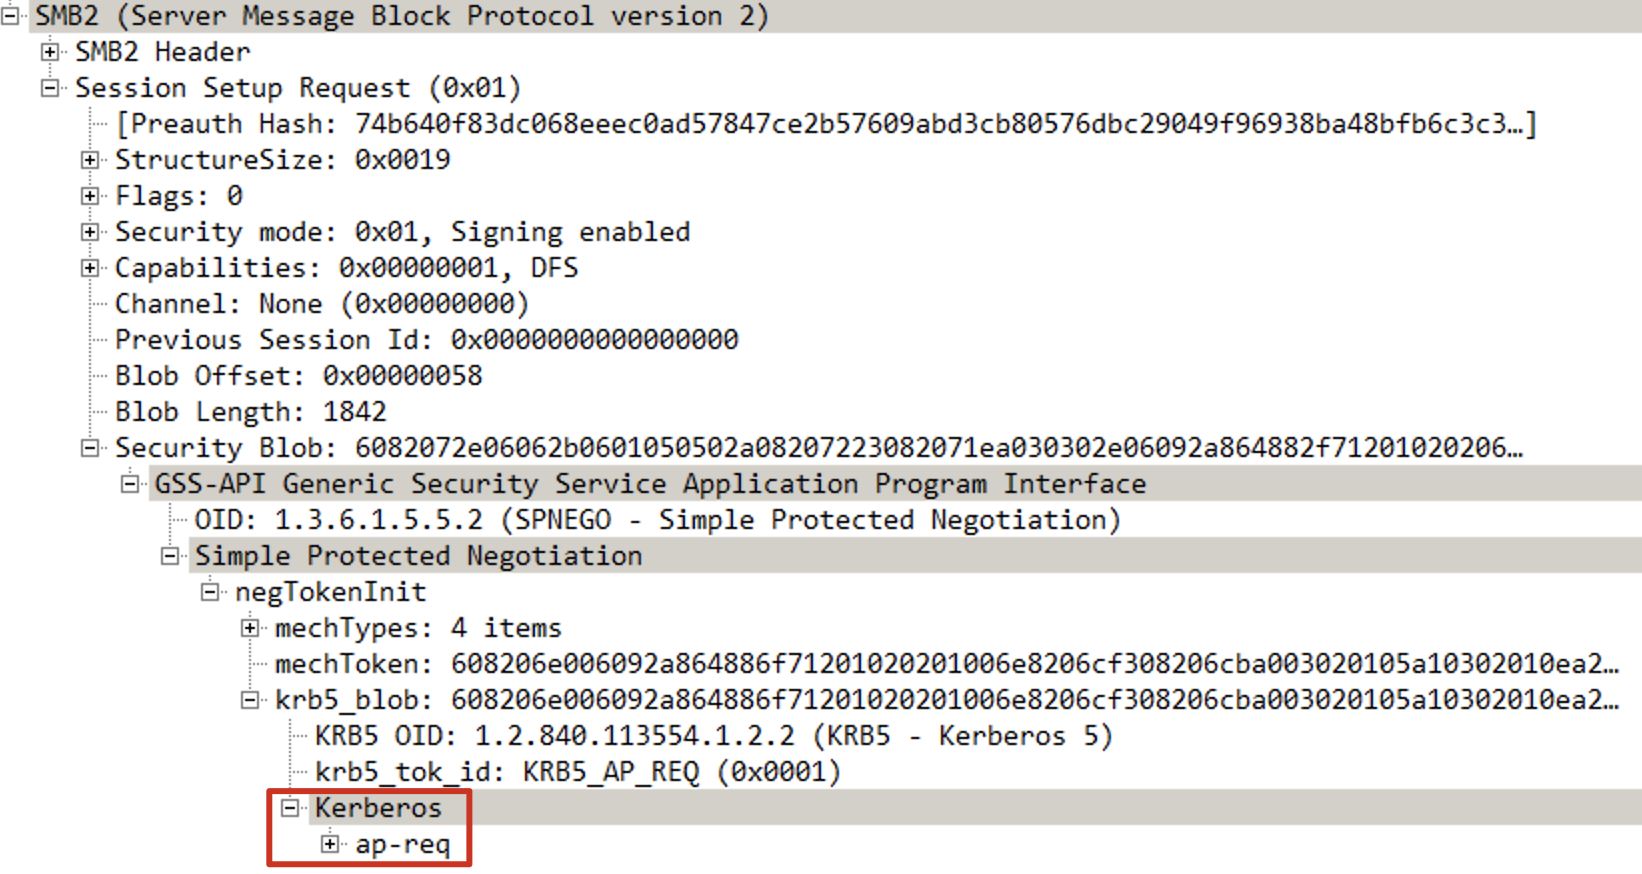 SMB2 (Server Message Block Protocol version 2)
SMB2 Header
Session Setup Request (0x01)
[Preauth Hash: 74b640f83dc068eeec0ad57847ce2b57609abd3cb80576dbc29049f96938ba48bfb6c3c3…]
StructureSize: 0x0019
Flags: 0
Security mode: 0x01, Signing enabled
Capabilities: 0x00000001, DFS
Channel: None (0x00000000)
Previous Session Id: 0x0000000000000000
Blob Offset: 0x00000058
Blob Length: 1842
Security Blob: 6082072e06062b0601050502a08207223082071ea030302e06092a864882f71201020206…
GSS-API Generic Security Service Application Program Interface
OID: 1.3.6.1.5.5.2 (SPNEGO - Simple Protected Negotiation)
Simple Protected Negotiation
negTokenInit
mechTypes: 4 items
mechToken: 608206e006092a864886f71201020201006e8206cf308206cba003020105a10302010ea2…
krb5_blob: 608206e006092a864886f71201020201006e8206cf308206cba003020105a10302010ea2…
KRB5 OID: 1.2.840.113554.1.2.2 (KRB5 - Kerberos 5)
krb5_tok_id: KRB5_AP_REQ (0x0001)
Kerberos
ap-req